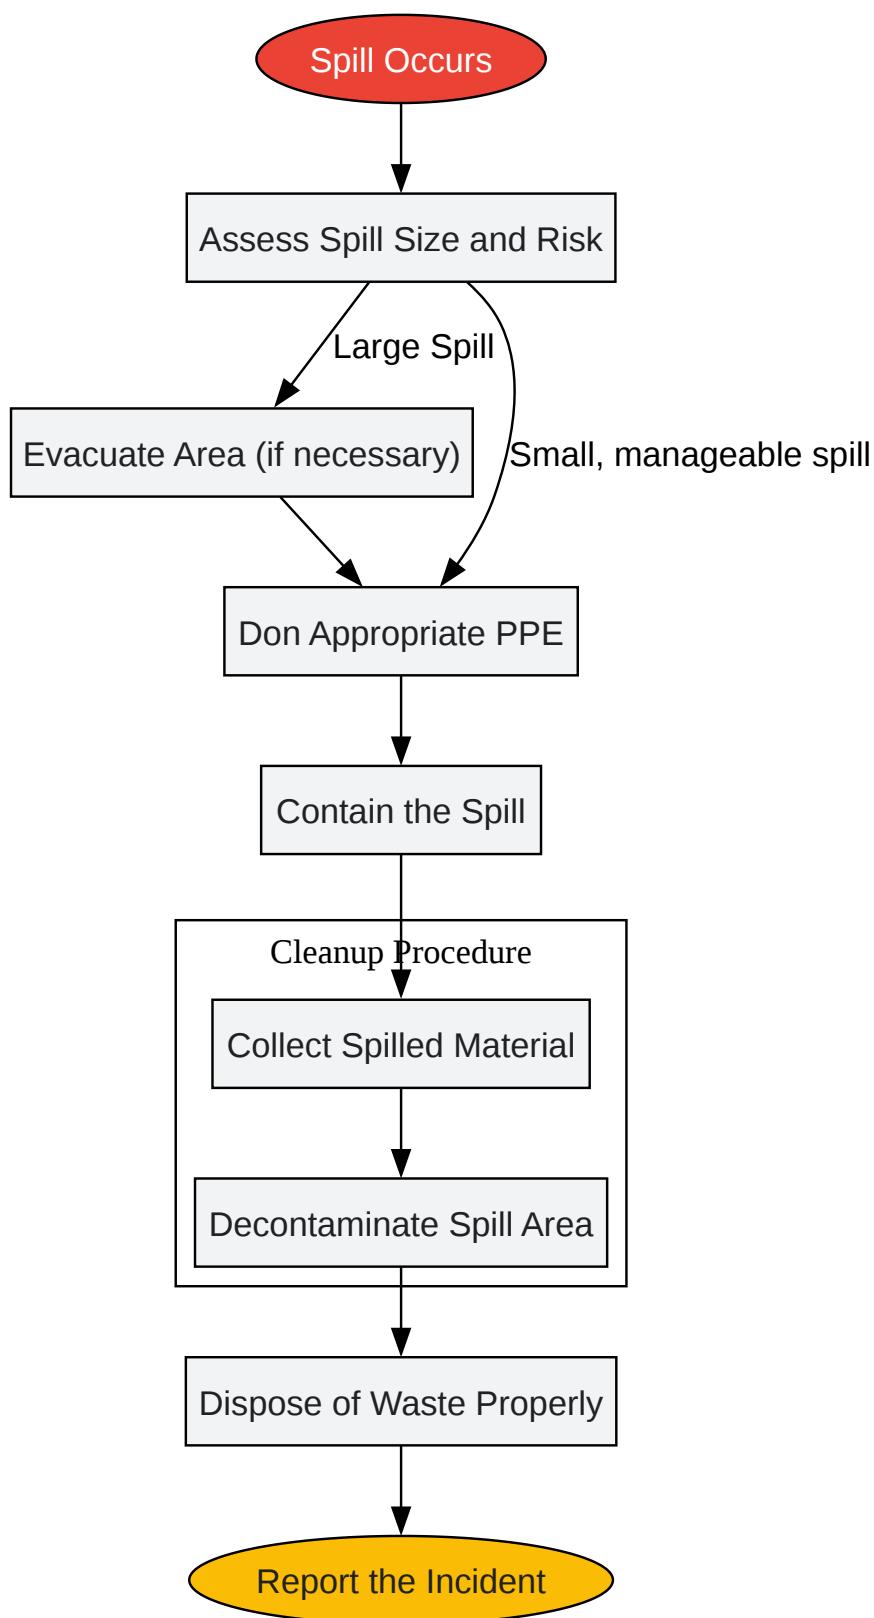 Spill Occurs
Assess Spill Size and Risk
Large Spill
Evacuate Area (if necessary)
Small, manageable spill
Don Appropriate PPE
Contain the Spill
Cleanup Procedure
Collect Spilled Material
Decontaminate Spill Area
Dispose of Waste Properly
Report the Incident